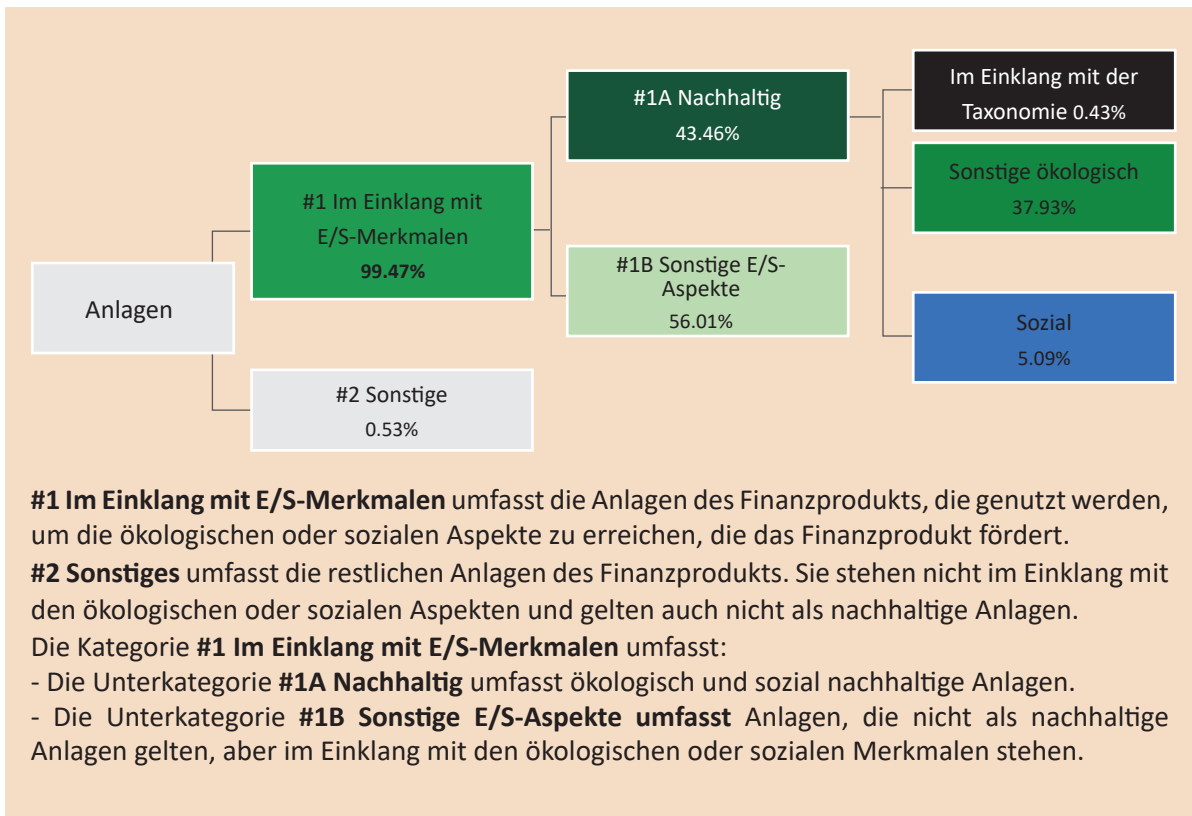 Anlagen
#1 Im Einklang mit
E/S-Merkmalen
99.47%
#2 Sonstige
0.53%
#1A Nachhaltig
43.46%
#1B Sonstige E/S-
Aspekte
56.01%
Im Einklang mit der
Taxonomie 0.43%
Sonstige ökologisch
37.93%
Sozial
5.09%
#1 Im Einklang mit E/S-Merkmalen umfasst die Anlagen des Finanzprodukts, die genutzt werden,
um die ökologischen oder sozialen Aspekte zu erreichen, die das Finanzprodukt fördert.
#2 Sonstiges umfasst die restlichen Anlagen des Finanzprodukts. Sie stehen nicht im Einklang mit
den ökologischen oder sozialen Aspekten und gelten auch nicht als nachhaltige Anlagen.
Die Kategorie #1 Im Einklang mit E/S-Merkmalen umfasst:
- Die Unterkategorie #1A Nachhaltig umfasst ökologisch und sozial nachhaltige Anlagen.
- Die Unterkategorie #1B Sonstige E/S-Aspekte umfasst Anlagen, die nicht als nachhaltige
Anlagen gelten, aber im Einklang mit den ökologischen oder sozialen Merkmalen stehen.